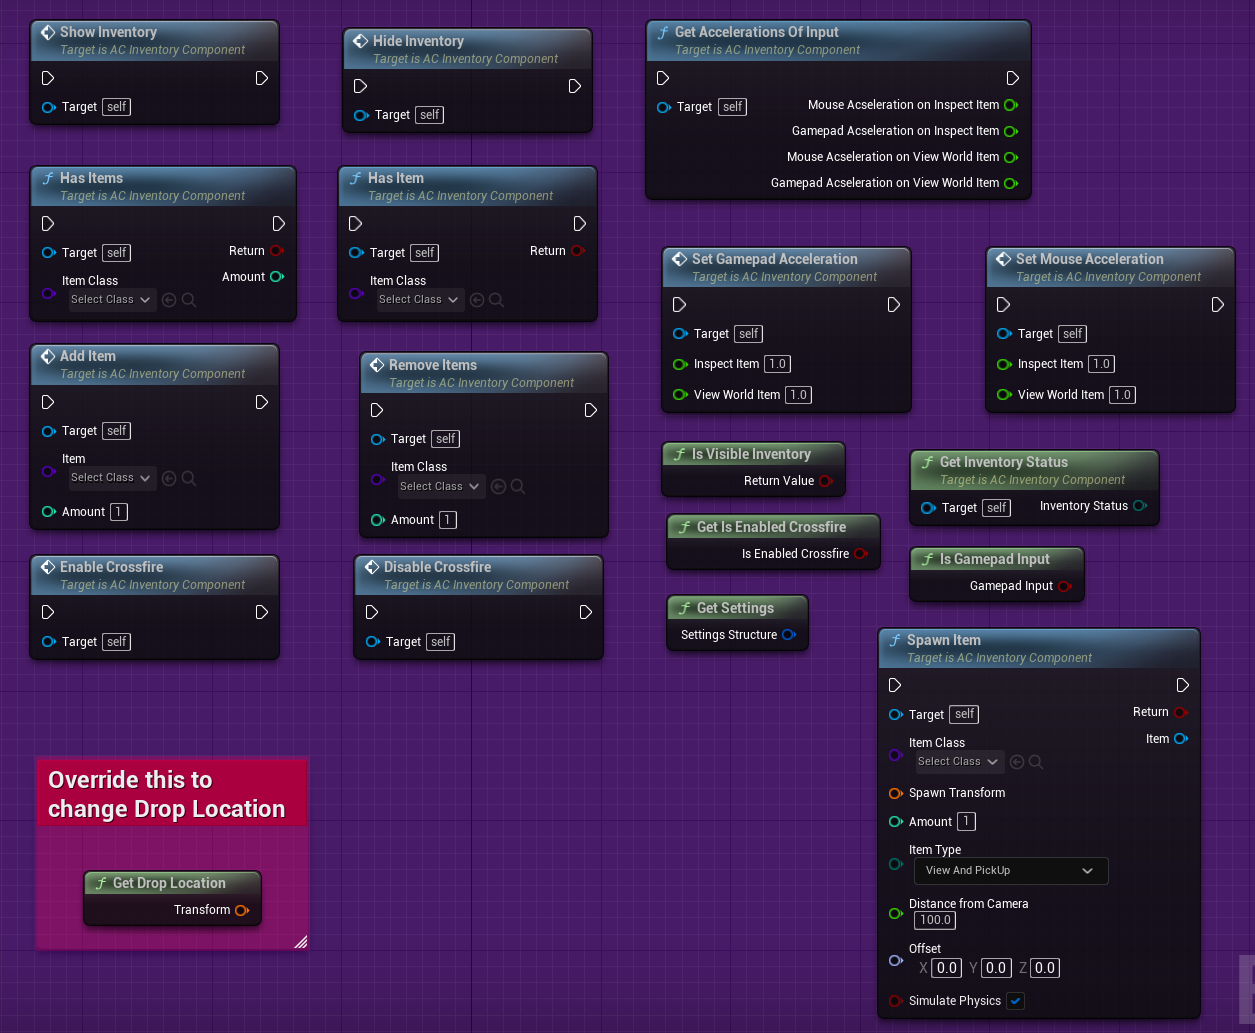 Show Inventory
Target is AC Inventory Component
Target self
Hide Inventory
Target is AC Inventory Component
Target self
Get Accelerations Of Input
Target is AC Inventory Component
Target self
Mouse Acseleration on Inspect Item
Gamepad Acseleration on Inspect Item
Mouse Acseleration on View World Item
Gamepad Acseleration on View World Item
Has Items
Target is AC Inventory Component
Target self Return
Amount
Item Class
Select Class
Has Item
Target is AC Inventory Component
Target self Return
Item Class
Select Class
Set Gamepad Acceleration
Target is AC Inventory Component
Target self
Inspect Item 1.0
View World Item 1.0
Set Mouse Acceleration
Target is AC Inventory Component
Target self
Inspect Item 1.0
View World Item 1.0
Add Item
Target is AC Inventory Component
Target self
Item
Select Class
Amount 1
Remove Items
Target is AC Inventory Component
Target self
Item Class
Select Class
Amount 1
Is Visible Inventory
Return Value
Get Inventory Status
Target is AC Inventory Component
Target self Inventory Status
Get Is Enabled Crossfire
Is Enabled Crossfire
Is Gamepad Input
Gamepad Input
Enable Crossfire
Target is AC Inventory Component
Target self
Disable Crossfire
Target is AC Inventory Component
Target self
Get Settings
Settings Structure
Spawn Item
Target is AC Inventory Component
Target self Return
Item
Item Class
Select Class
Spawn Transform
Amount 1
Item Type
View And PickUp
Distance from Camera
100.0
Offset
X 0.0 Y 0.0 Z 0.0
Simulate Physics
Override this to
change Drop Location
Get Drop Location
Transform